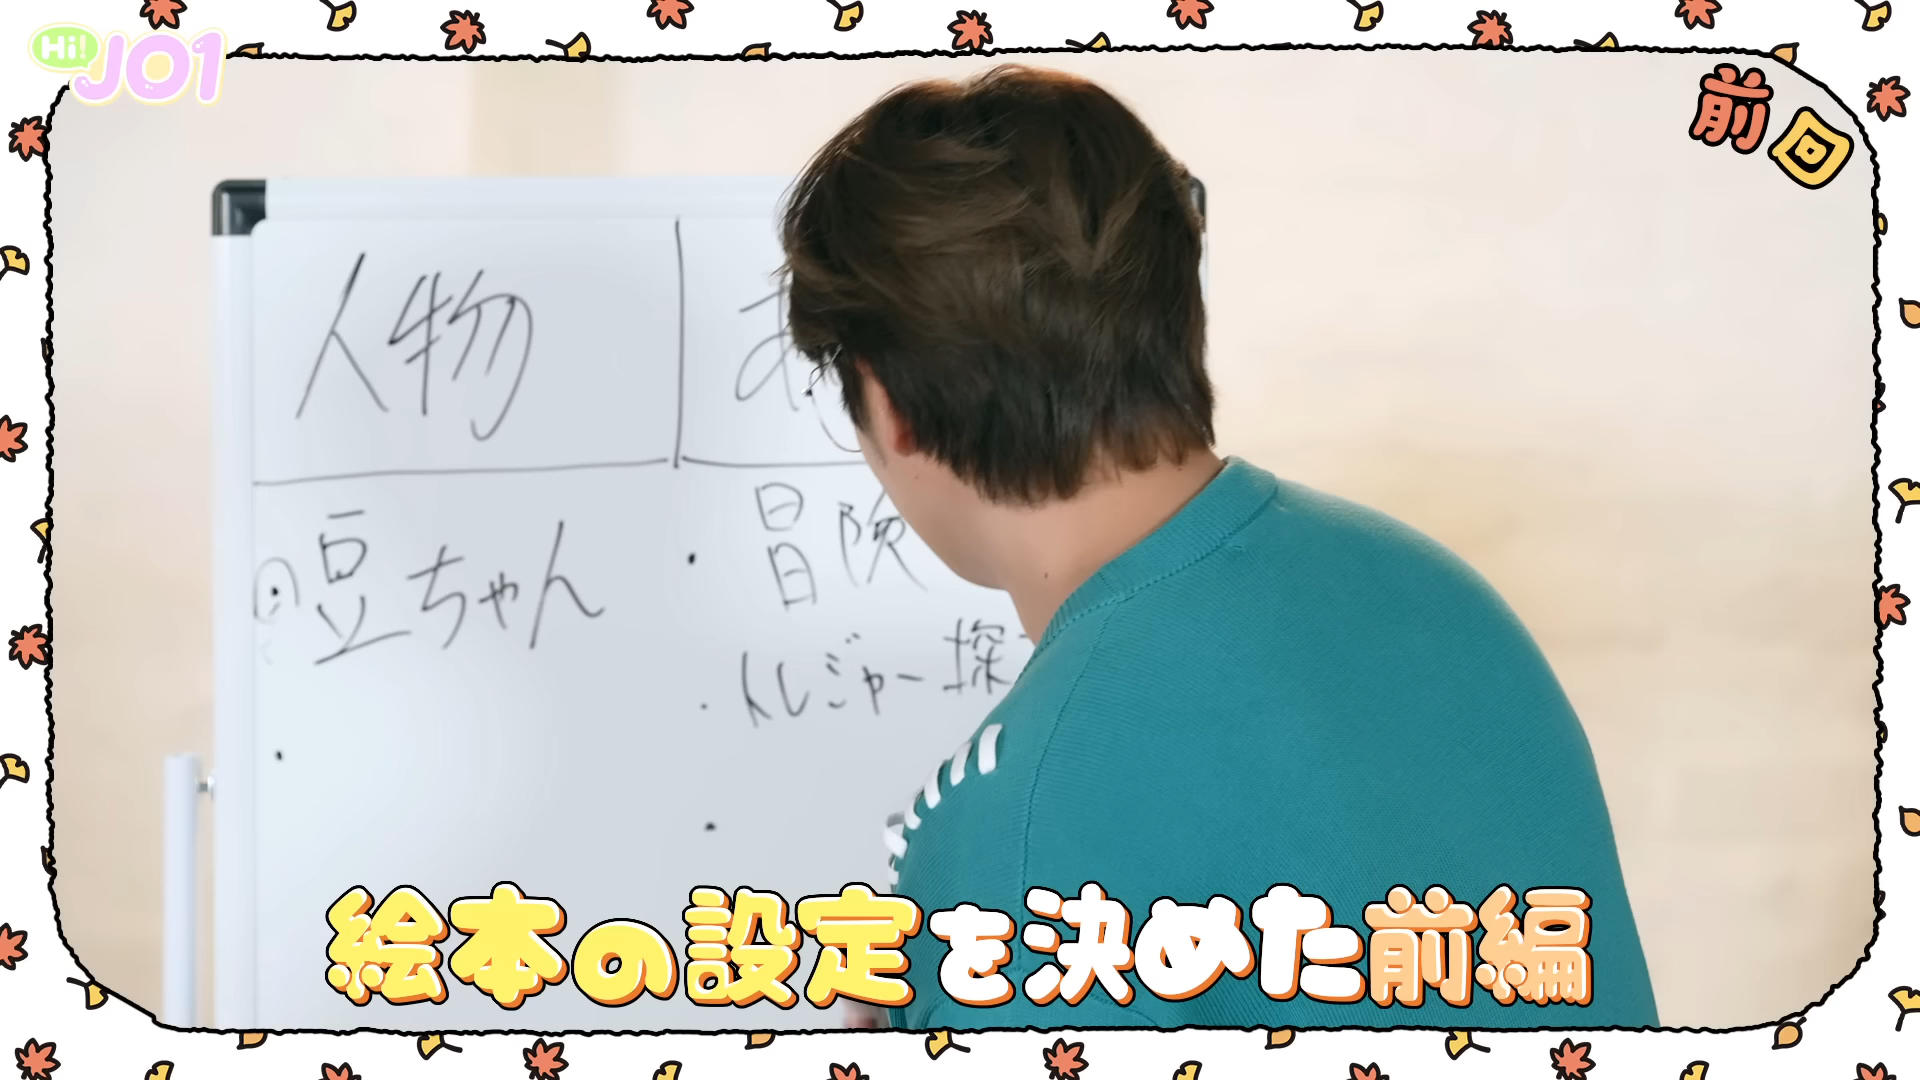 Hi! JO1
前回
人物
あ
豆ちゃん
・冒険
・トレジャー探
・
・
絵本の設定を決めた前編